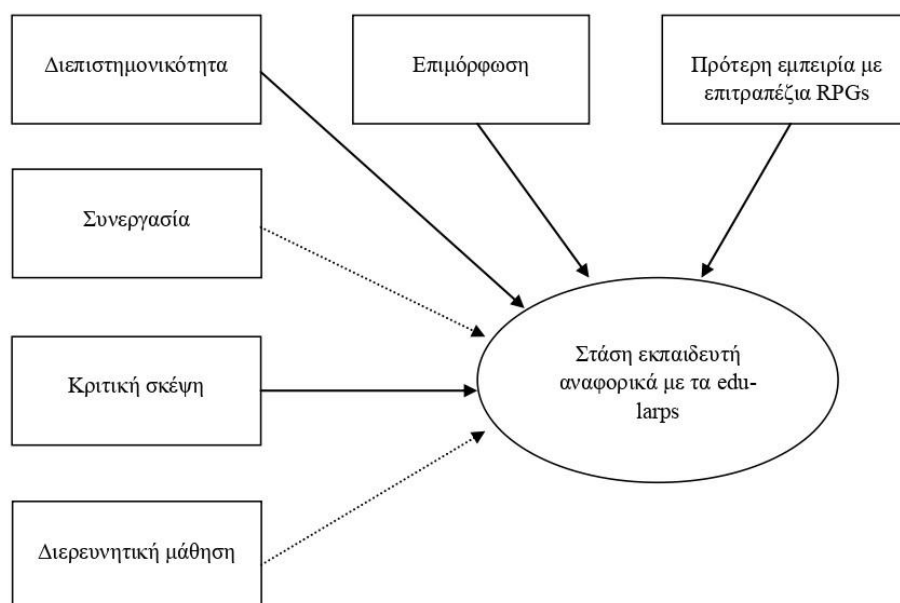 Διεπιστημονικότητα
Επιμόρφωση
Πρότερη εμπειρία με
επιτραπέζια RPGs
Συνεργασία
Κριτική σκέψη
Στάση εκπαιδευτή
αναφορικά με τα edu-
larps
Διερευνητική μάθηση